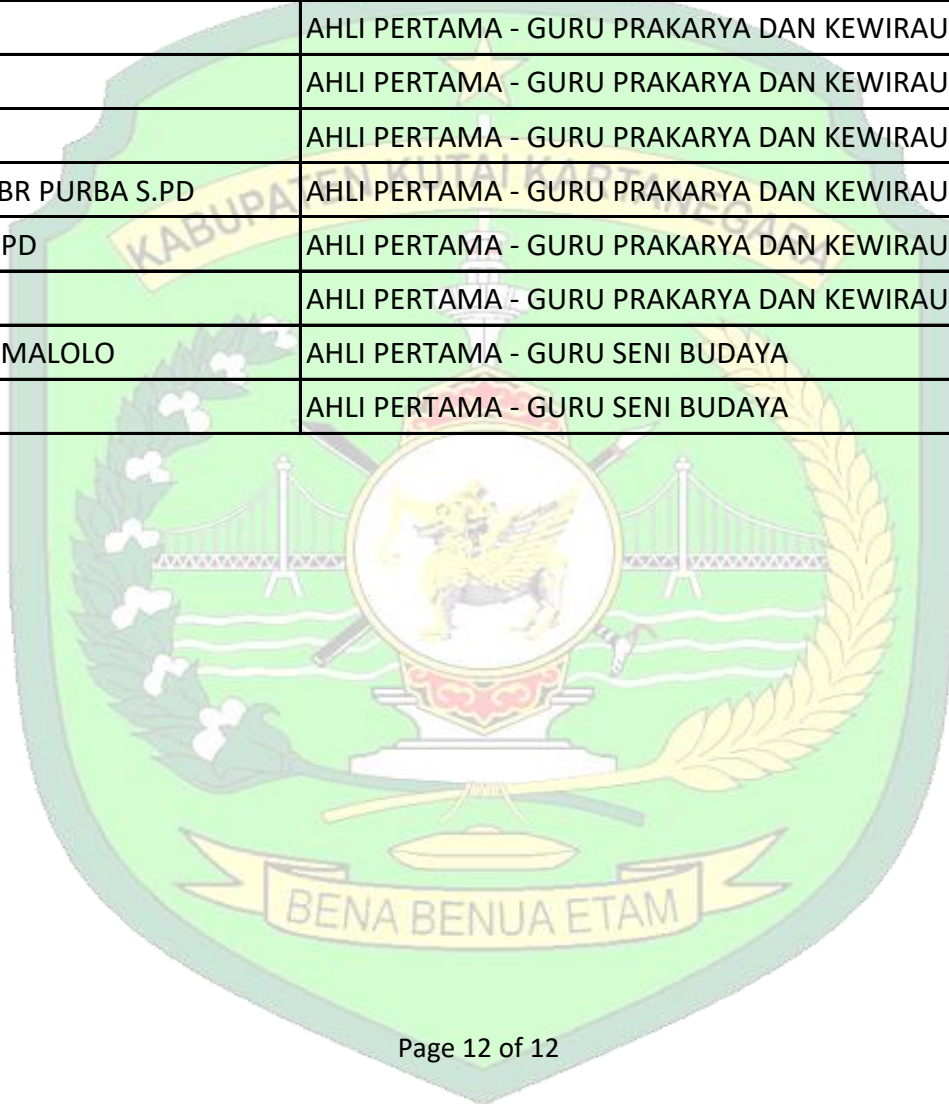 AHLI PERTAMA - GURU PRAKARYA DAN KEWIRAU
AHLI PERTAMA - GURU PRAKARYA DAN KEWIRAU
AHLI PERTAMA - GURU PRAKARYA DAN KEWIRAU
BR PURBA S.PD AHLI PERTAMA - GURU PRAKARYA DAN KEWIRAU
PD AHLI PERTAMA - GURU PRAKARYA DAN KEWIRAU
AHLI PERTAMA - GURU PRAKARYA DAN KEWIRAU
MALOLO AHLI PERTAMA - GURU SENI BUDAYA
AHLI PERTAMA - GURU SENI BUDAYA
KABUPATEN KUTAI KARTANEGARA
BENA BENUA ETAM
Page 12 of 12